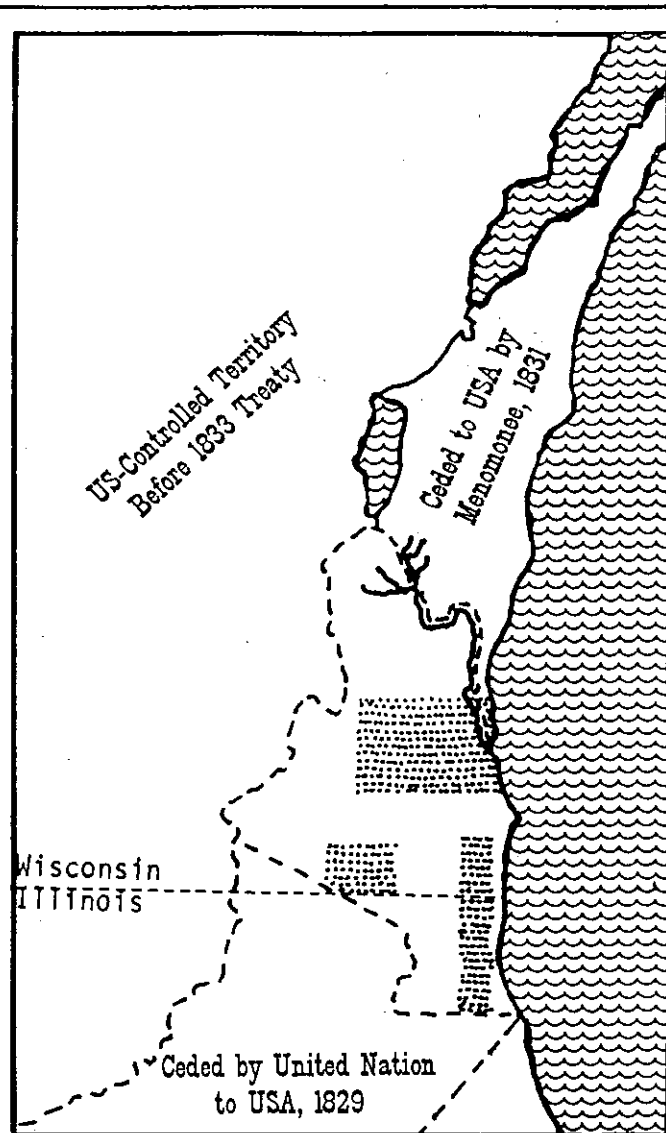 US-Controlled Territory
Before 1833 Treaty
Ceded to USA by
Menomonee, 1831
Wisconsin
Illinois
Ceded by United Nation
to USA, 1829